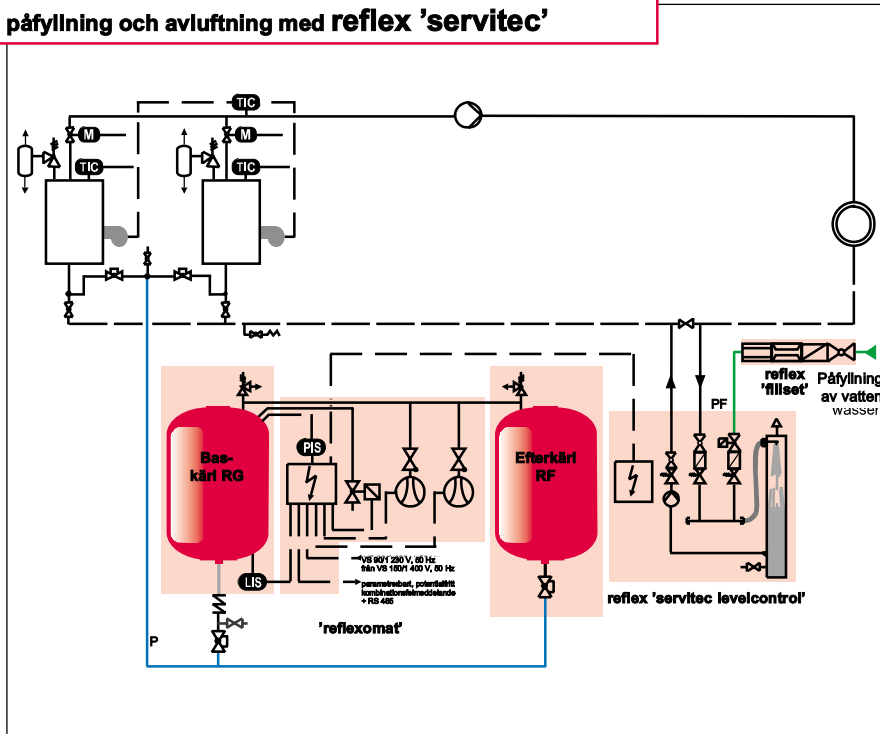 påfyllning och avluftning med reflex 'servitec'
TIC
M
M
TIC
TIC
reflex
'fillset'
Påfyllning
av vatten
wasser
PF
Bas-
kärl RG
PIS
Efterkärl
RF
LIS
VS 90/1 230 V, 50 Hz
från VS 150/1 400 V, 50 Hz
parametrerbart, potentialfritt
kombinationsfelmeddelande
+ RS 485
reflex 'servitec levelcontrol'
'reflexomat'
P